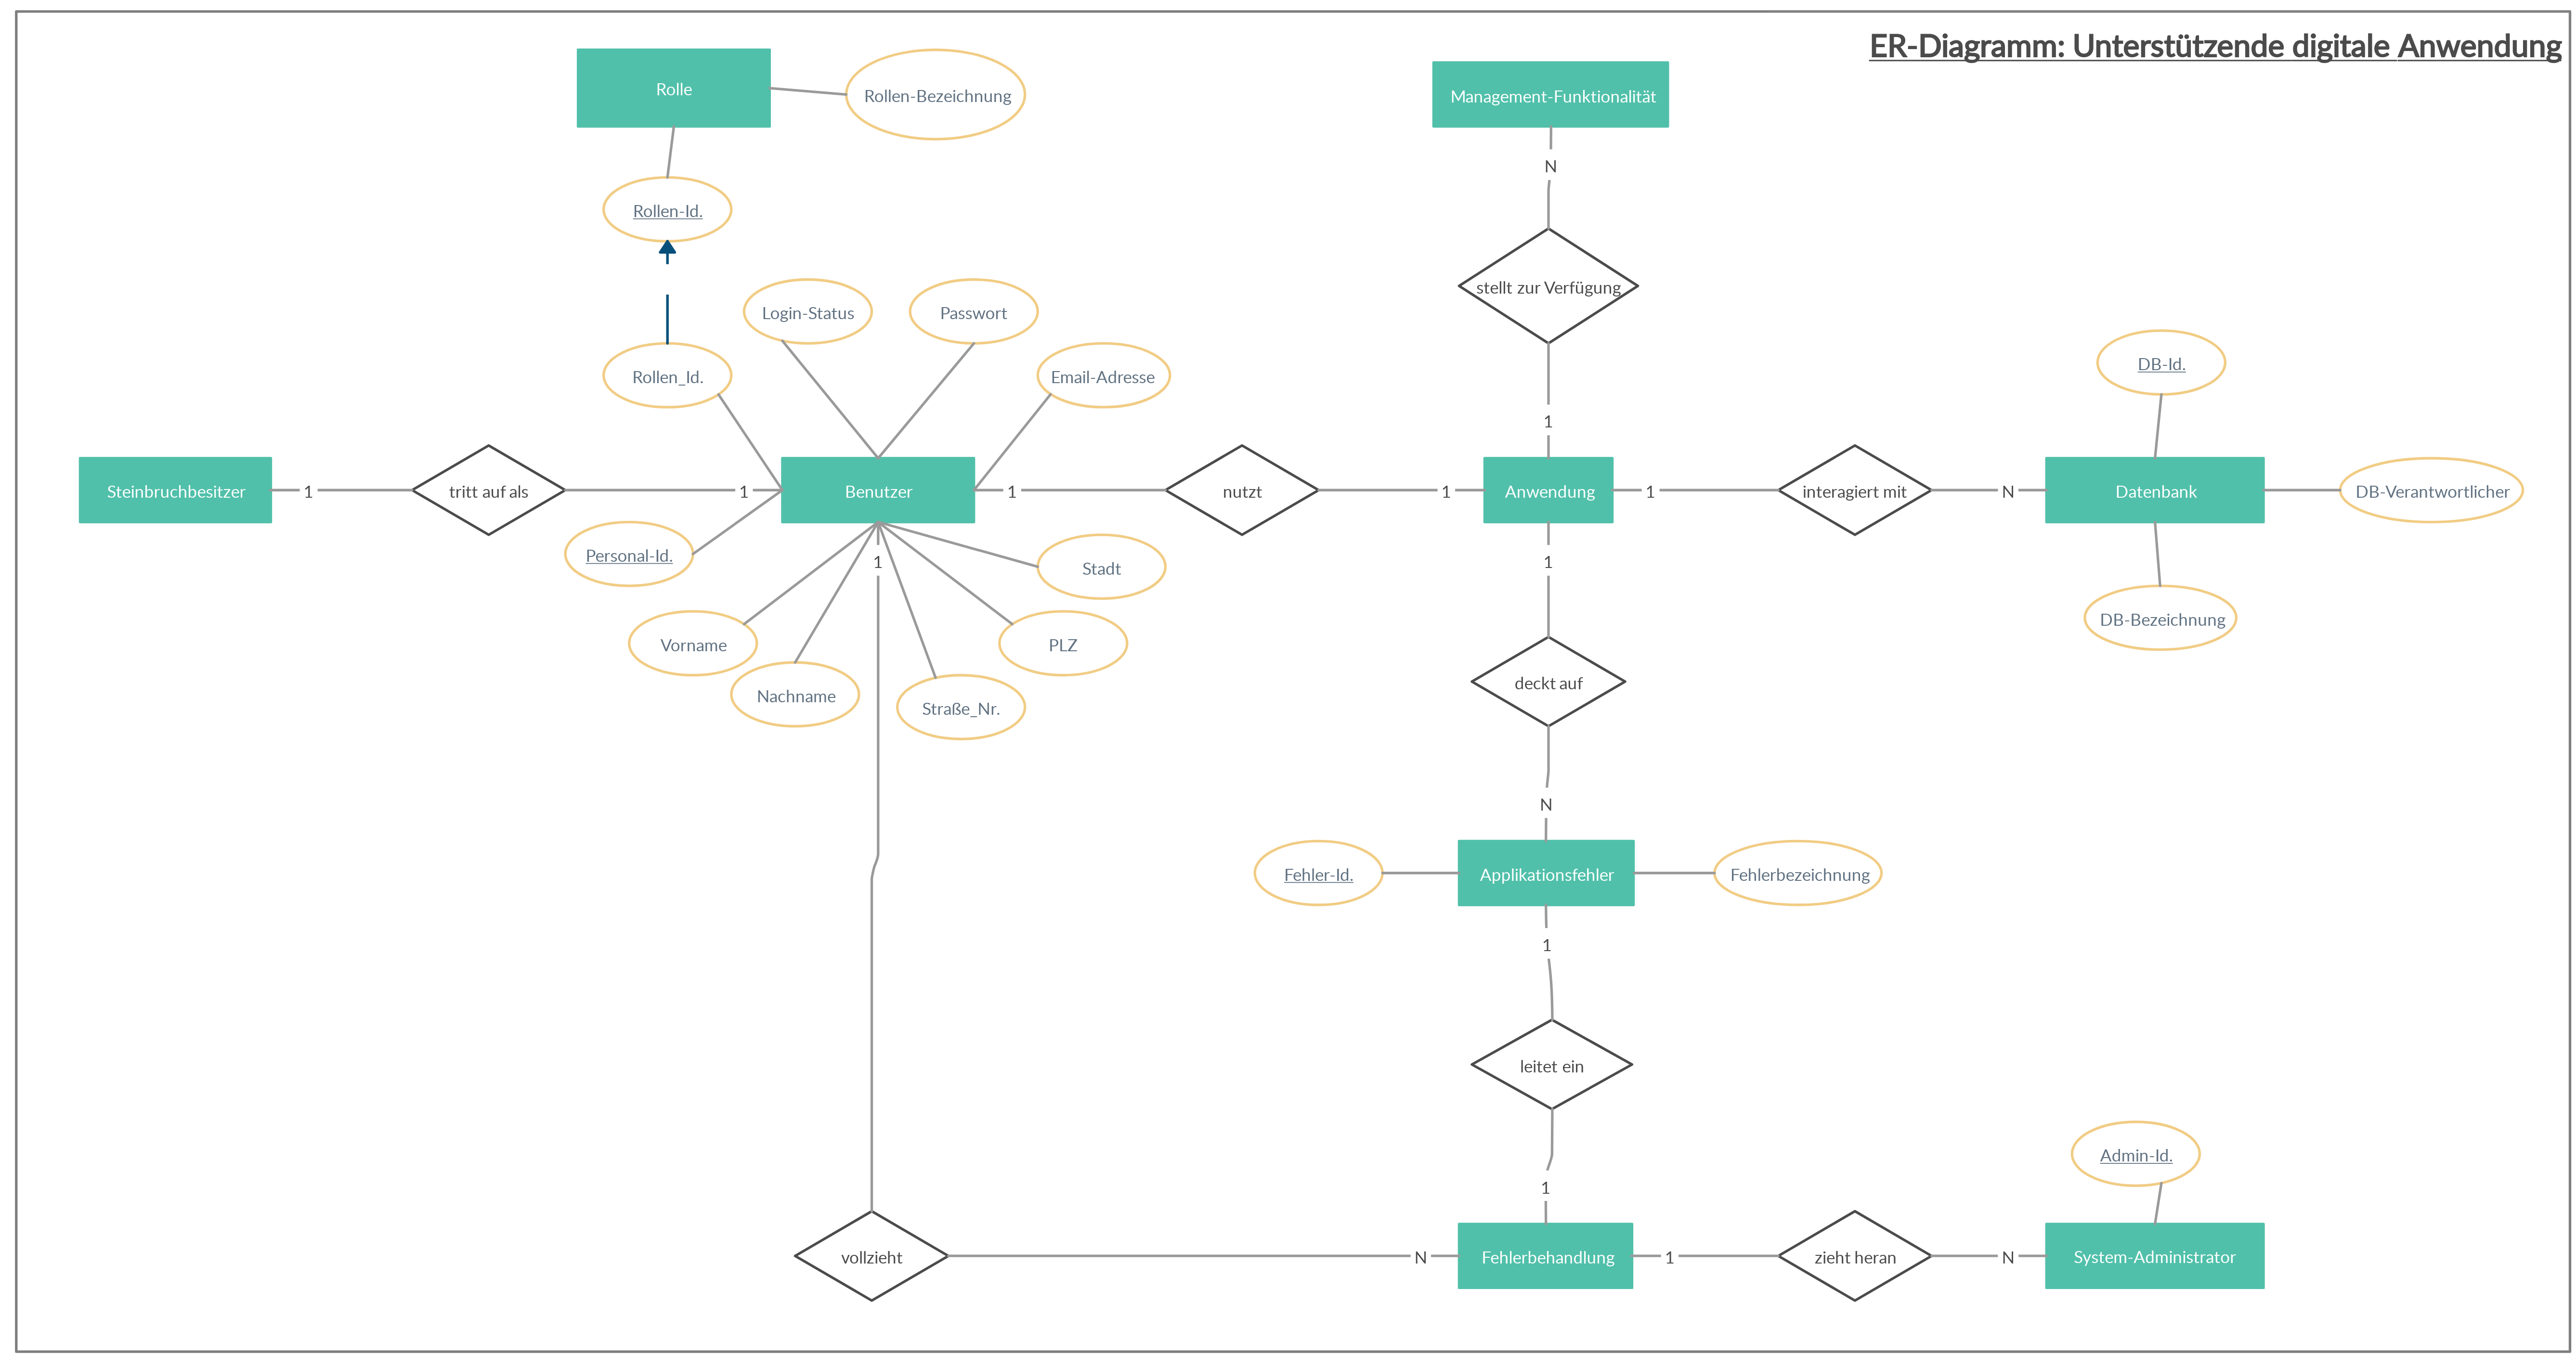 ER-Diagramm: Unterstützende digitale Anwendung
Rolle
Rollen-Bezeichnung
Management-Funktionalität
N
Rollen-Id.
stellt zur Verfügung
Login-Status
Passwort
Rollen_Id.
Email-Adresse
DB-Id.
1
Steinbruchbesitzer
1
tritt auf als
1
Benutzer
1
nutzt
1
Anwendung
1
interagiert mit
N
Datenbank
DB-Verantwortlicher
Personal-Id.
1
Stadt
1
DB-Bezeichnung
Vorname
PLZ
Nachname
Straße_Nr.
deckt auf
N
Fehler-Id.
Applikationsfehler
Fehlerbezeichnung
1
leitet ein
Admin-Id.
1
vollzieht
N
Fehlerbehandlung
1
zieht heran
N
System-Administrator